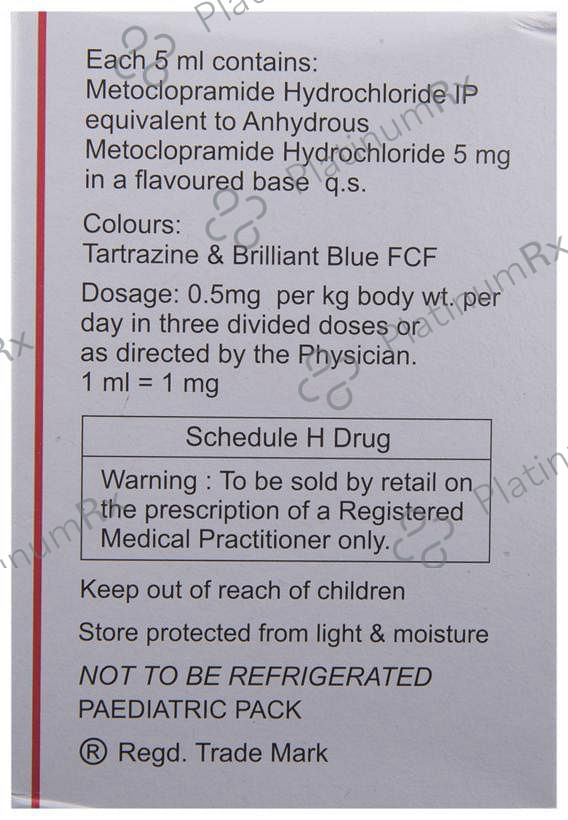 Each 5 ml contains:
Metoclopramide Hydrochloride IP
equivalent to Anhydrous
Metoclopramide Hydrochloride 5 mg
in a flavoured base q.s.
Colours:
Tartrazine & Brilliant Blue FCF
Dosage: 0.5mg per kg body wt. per
day in three divided doses or
as directed by the Physician.
1 ml = 1 mg
Schedule H Drug
Warning : To be sold by retail on
the prescription of a Registered
Medical Practitioner only.
Keep out of reach of children
Store protected from light & moisture
NOT TO BE REFRIGERATED
PAEDIATRIC PACK
® Regd. Trade Mark
PlatinumRx
PlatinumRx